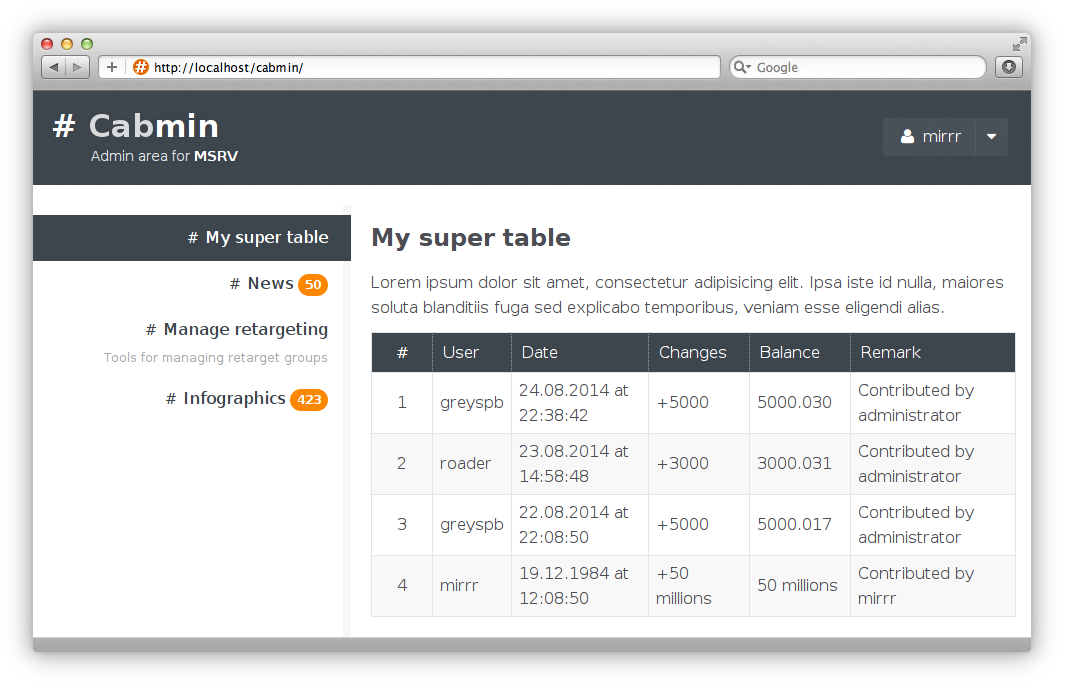 http://localhost/cabmin/
Google
# Cabmin
Admin area for MSRV
mirrr
# My super table
# News 50
# Manage retargeting
Tools for managing retarget groups
# Infographics 423
My super table
Lorem ipsum dolor sit amet, consectetur adipisicing elit. Ipsa iste id nulla, maiores
soluta blanditiis fuga sed explicabo temporibus, veniam esse eligendi alias.
# User Date Changes Balance Remark
1 greyspb 24.08.2014 at +5000 5000.030 Contributed by
22:38:42 administrator
2 roader 23.08.2014 at +3000 3000.031 Contributed by
14:58:48 administrator
3 greyspb 22.08.2014 at +5000 5000.017 Contributed by
22:08:50 administrator
4 mirrr 19.12.1984 at +50 50 millions Contributed by
12:08:50 millions mirrr